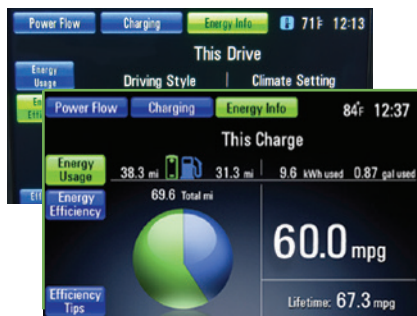 Power Flow Charging Energy Info 71F 12:13
This Drive
Energy Usage
Driving Style Climate Setting
Power Flow Charging Energy Info 84°F 12:37
This Charge
Energy Usage
38.3 mi 31.3 mi 9.6 kWh used 0.87 gal used
Energy Efficiency
69.6 Total mi
60.0 mpg
Efficiency Tips
Lifetime: 67.3 mpg